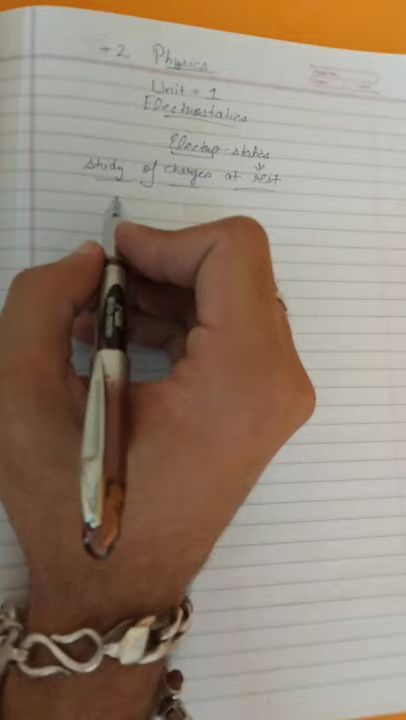 +2 Physics
Unit - 1
Electrostatics
Electro-statics
study of charges at rest